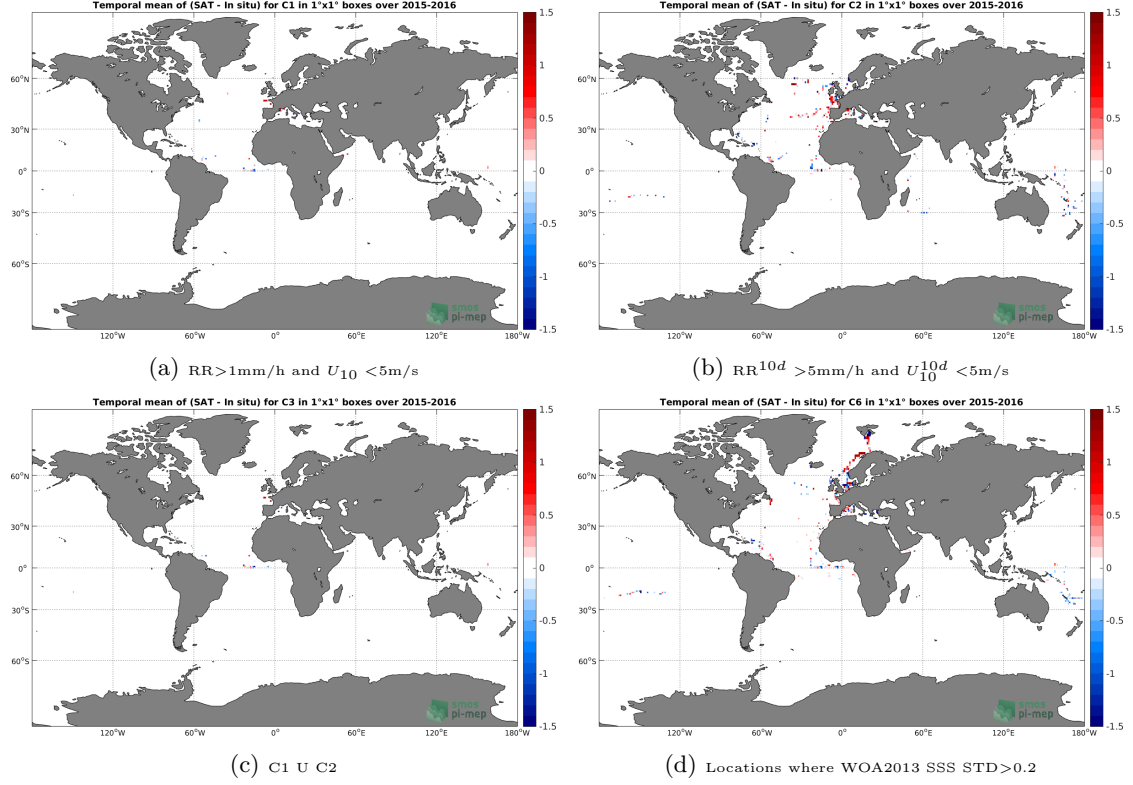 Temporal mean of (SAT - In situ) for C1 in 1°x1° boxes over 2015-2016
1.5
1
0.5
0
-0.5
-1
-1.5
60°N
30°N
0°
30°S
60°S
120°W
60°W
0°
60°E
120°E
180°W
smos
pi-mep
(a) RR>1mm/h and U10 <5m/s
Temporal mean of (SAT - In situ) for C2 in 1°x1° boxes over 2015-2016
1.5
1
0.5
0
-0.5
-1
-1.5
60°N
30°N
0°
30°S
60°S
120°W
60°W
0°
60°E
120°E
180°W
smos
pi-mep
(b) RR^10d >5mm/h and U10^10d <5m/s
Temporal mean of (SAT - In situ) for C3 in 1°x1° boxes over 2015-2016
1.5
1
0.5
0
-0.5
-1
-1.5
60°N
30°N
0°
30°S
60°S
120°W
60°W
0°
60°E
120°E
180°W
smos
pi-mep
(c) C1 U C2
Temporal mean of (SAT - In situ) for C6 in 1°x1° boxes over 2015-2016
1.5
1
0.5
0
-0.5
-1
-1.5
60°N
30°N
0°
30°S
60°S
120°W
60°W
0°
60°E
120°E
180°W
smos
pi-mep
(d) Locations where WOA2013 SSS STD>0.2